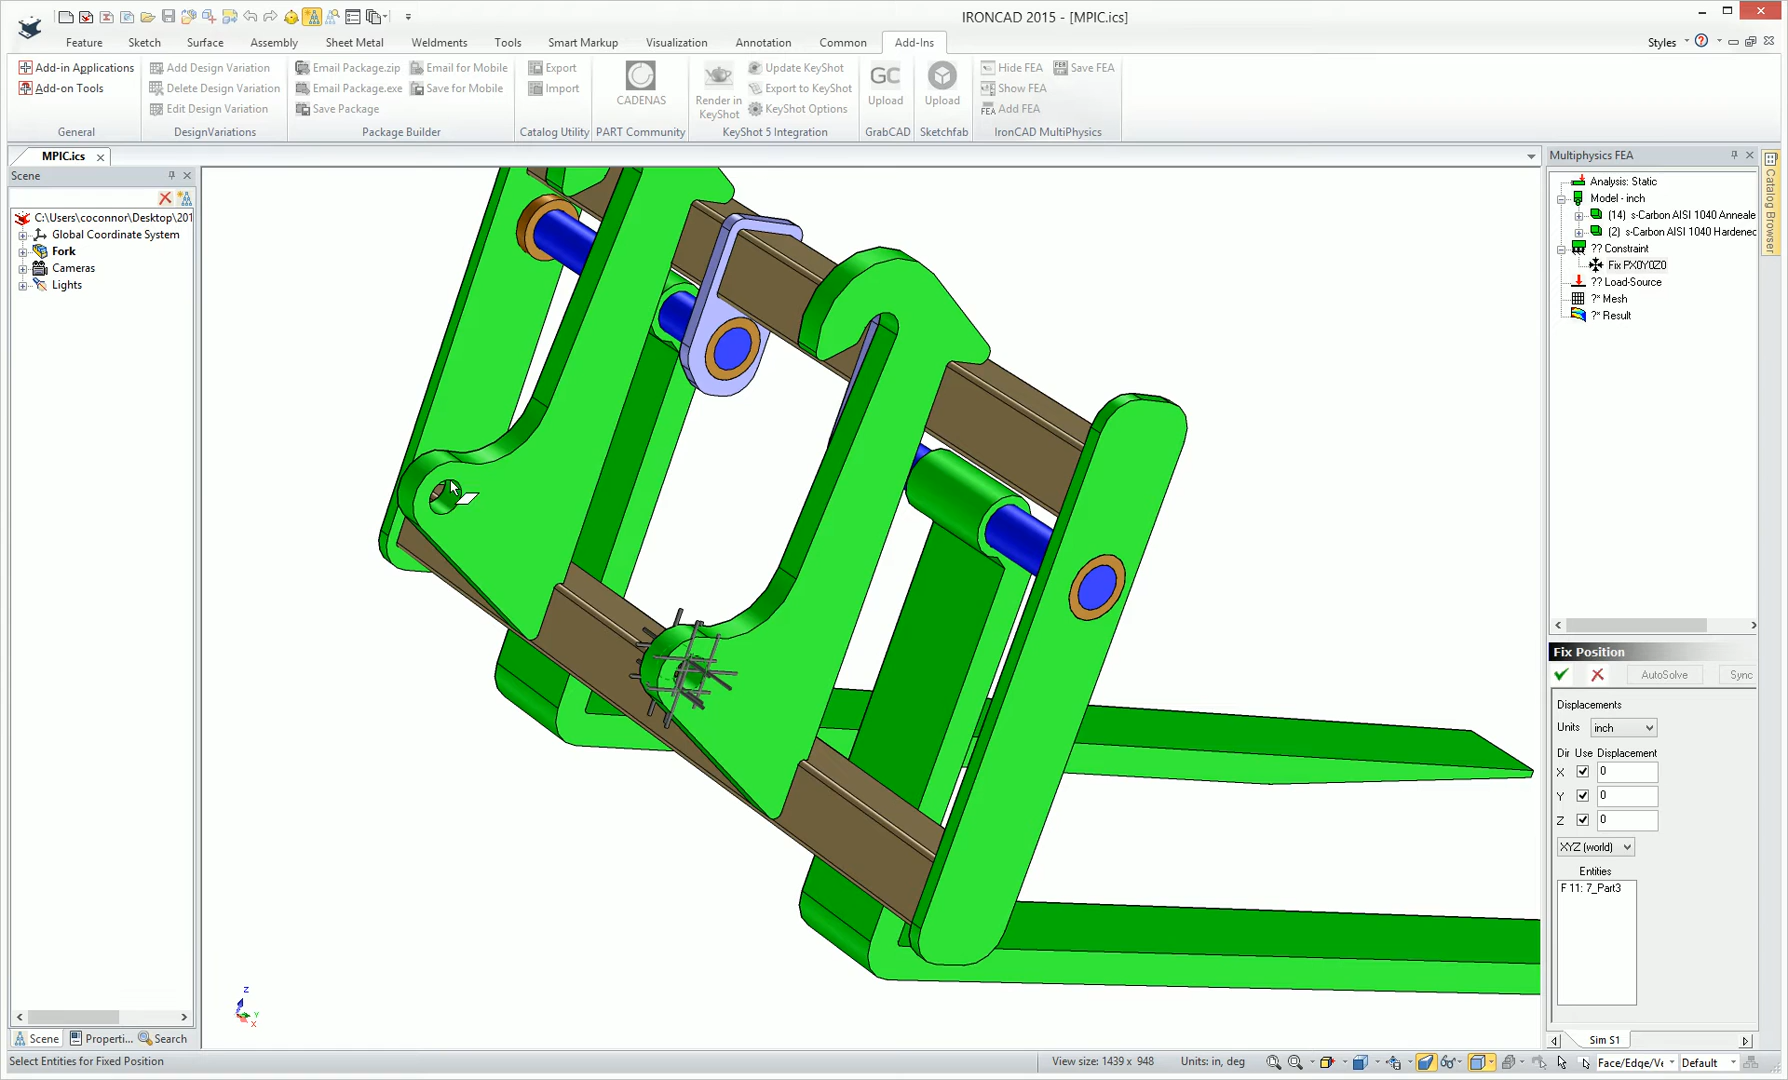 IRONCAD 2015 - [MPIC.ics]
Feature Sketch Surface Assembly Sheet Metal Weldments Tools Smart Markup Visualization Annotation Common Add-Ins Styles
Add-in Applications
Add-on Tools
General
Add Design Variation
Delete Design Variation
Edit Design Variation
DesignVariations
Email Package.zip Email for Mobile
Email Package.exe Save for Mobile
Save Package
Package Builder
Export
Import
Catalog Utility
CADENAS
PART Community
Render in
KeyShot
Update KeyShot
Export to KeyShot
KeyShot Options
KeyShot 5 Integration
GC
Upload
GrabCAD
Upload
Sketchfab
Hide FEA Save FEA
Show FEA
FEA Add FEA
IronCAD MultiPhysics
MPIC.ics
Scene
C:\Users\coconnor\Desktop\201
Global Coordinate System
Fork
Cameras
Lights
Z
Y
X
Scene Properti... Search
Multiphysics FEA
Analysis: Static
Model - inch
(14) s-Carbon AISI 1040 Anneale
(2) s-Carbon AISI 1040 Hardened
?? Constraint
Fix PX0Y0Z0
?? Load-Source
?* Mesh
?* Result
Catalog Browser
Fix Position
AutoSolve Sync
Displacements
Units inch
Dir Use Displacement
X 0
Y 0
Z 0
XYZ (world)
Entities
F 11: 7_Part3
Sim S1
Select Entities for Fixed Position
View size: 1439 x 948 Units: in, deg Face/Edge/Ve Default